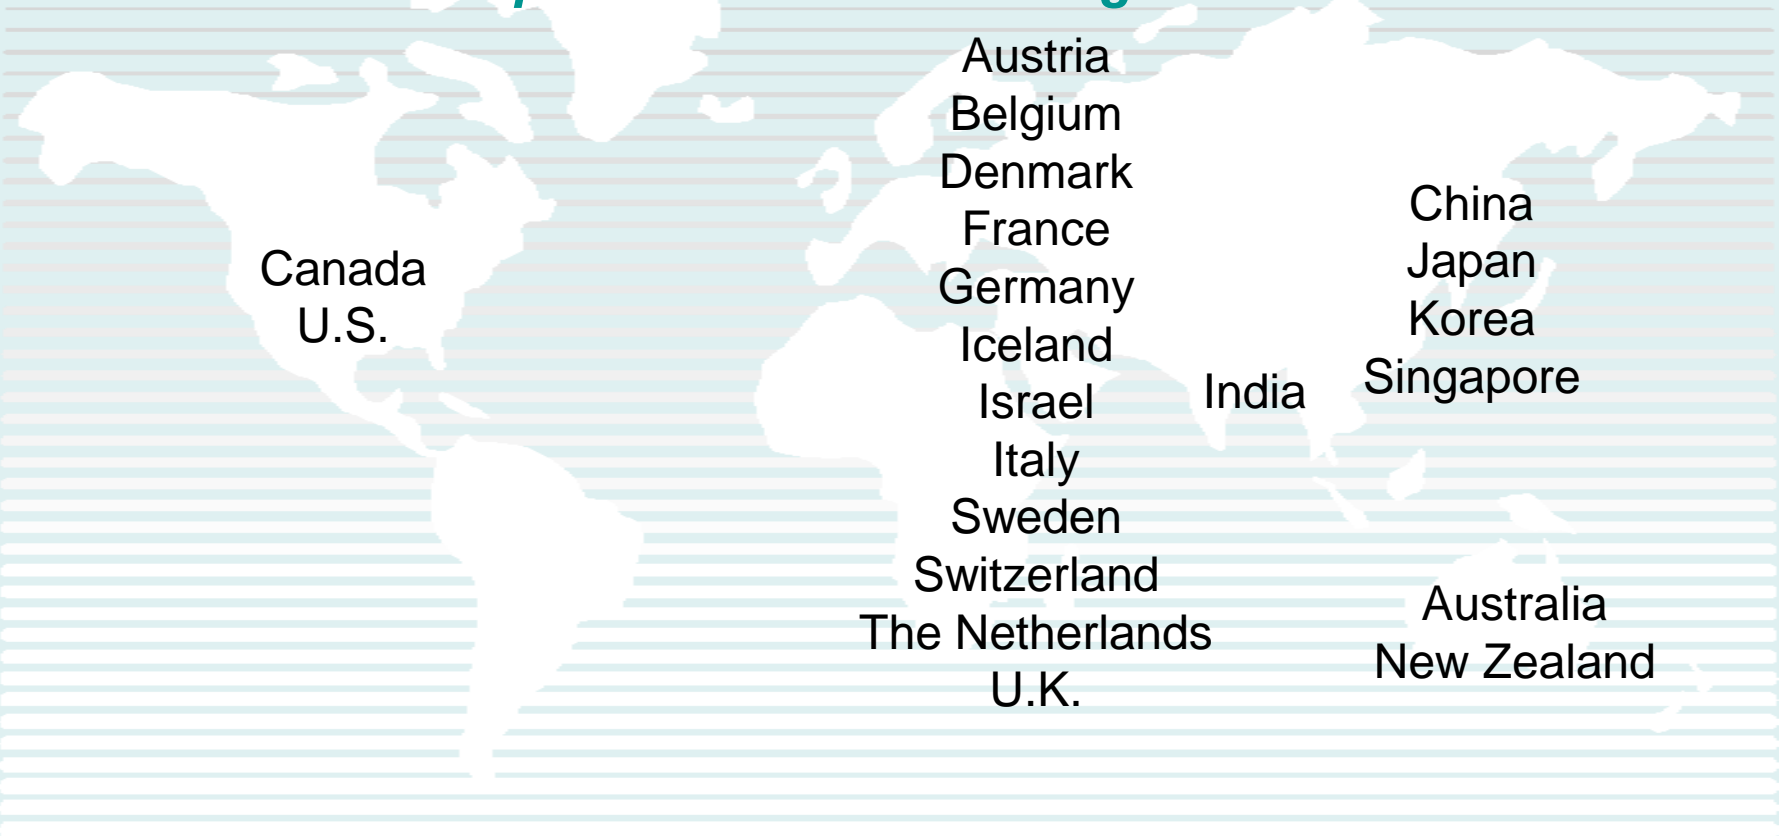 Canada
U.S.
Austria
Belgium
Denmark
France
Germany
Iceland
Israel
Italy
Sweden
Switzerland
The Netherlands
U.K.
India
China
Japan
Korea
Singapore
Australia
New Zealand